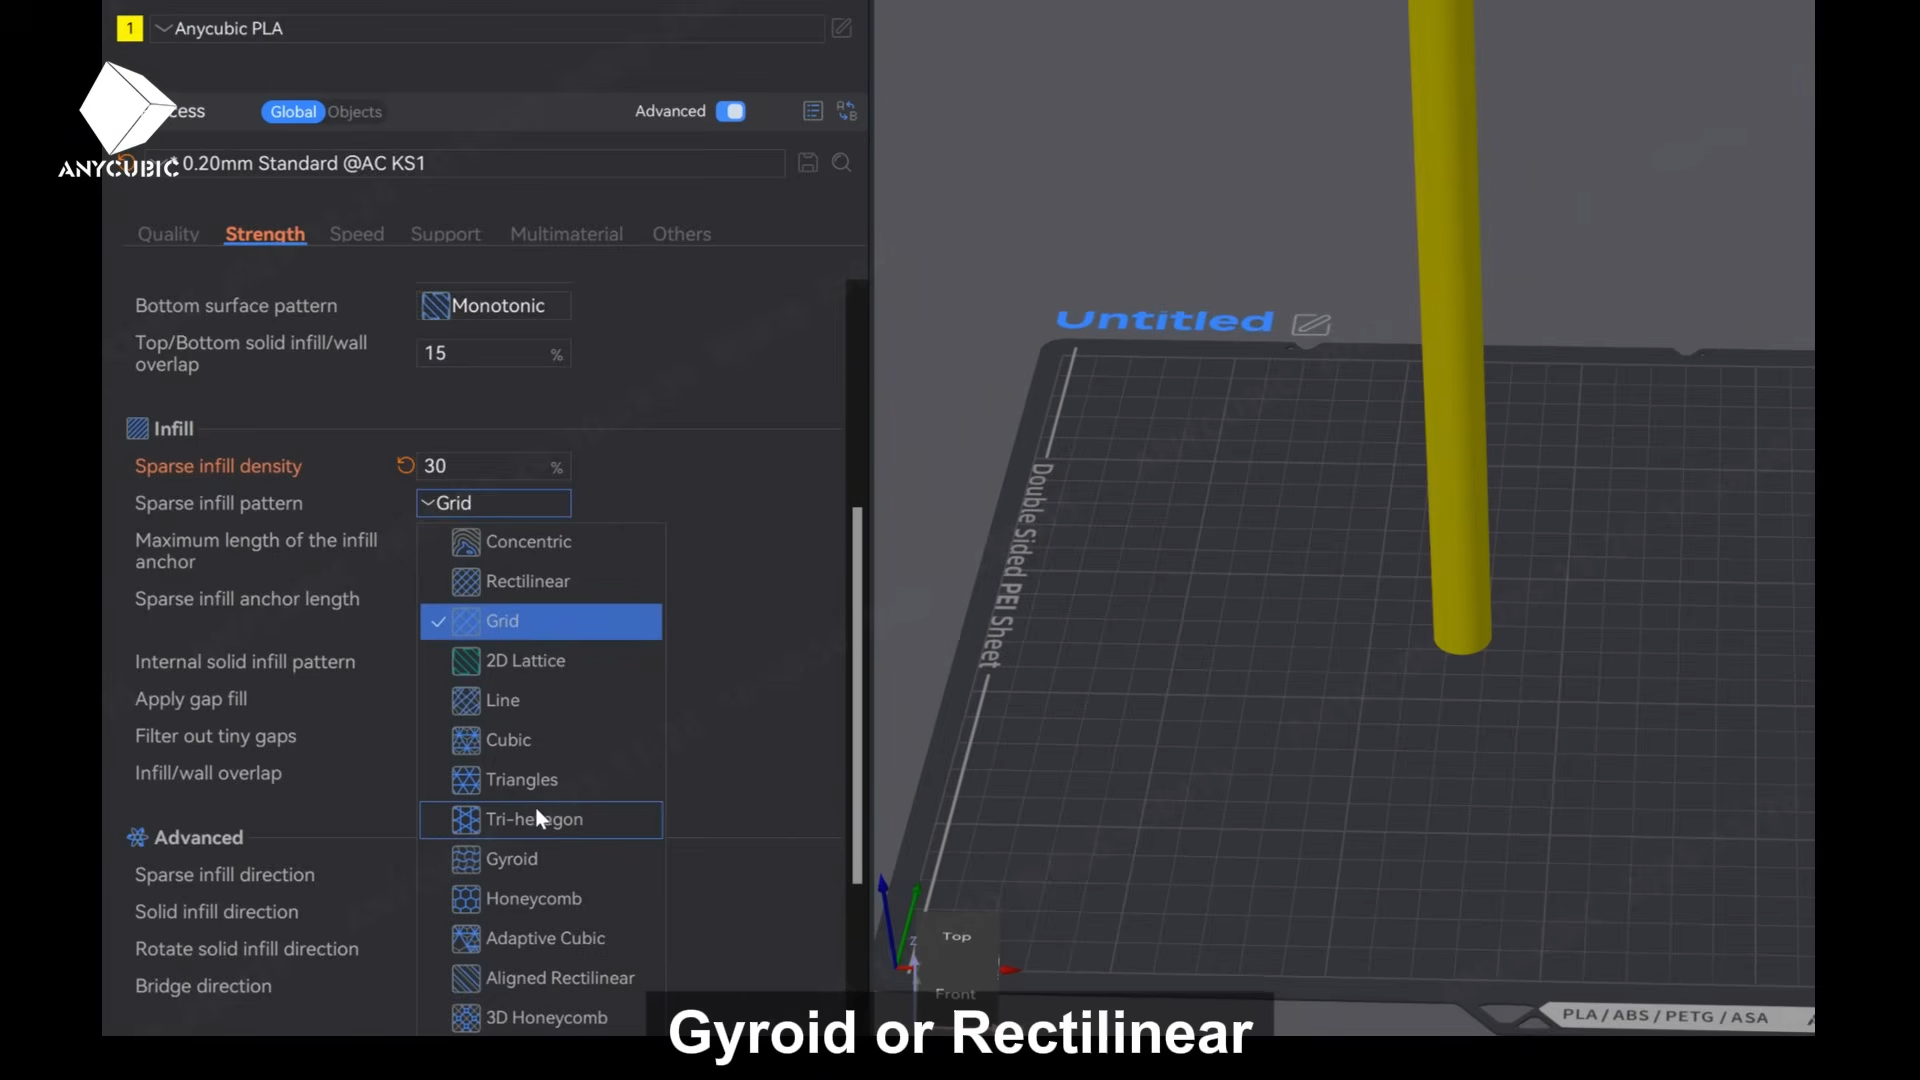 1
Anycubic PLA
ANYCUBIC
cess
Global
Objects
Advanced
0.20mm Standard @AC KS1
Quality
Strength
Speed
Support
Multimaterial
Others
Bottom surface pattern
Monotonic
Top/Bottom solid infill/wall
overlap
15
%
Infill
Sparse infill density
30
%
Sparse infill pattern
Grid
Maximum length of the infill
anchor
Sparse infill anchor length
Internal solid infill pattern
Apply gap fill
Filter out tiny gaps
Infill/wall overlap
Advanced
Sparse infill direction
Solid infill direction
Rotate solid infill direction
Bridge direction
Concentric
Rectilinear
Grid
2D Lattice
Line
Cubic
Triangles
Tri-hexagon
Gyroid
Honeycomb
Adaptive Cubic
Aligned Rectilinear
3D Honeycomb
Untitled
Double Sided PEI Sheet
Z
Top
Front
PLA / ABS / PETG / ASA
Gyroid or Rectilinear